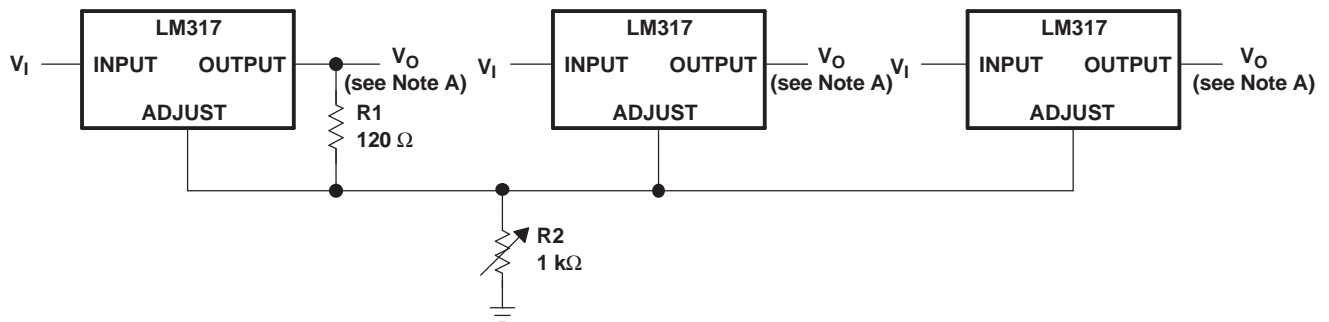 LM317
V_I INPUT OUTPUT V_O
(see Note A)
ADJUST
R1
120 Ω
LM317
V_I INPUT OUTPUT V_O
(see Note A)
ADJUST
LM317
V_I INPUT OUTPUT V_O
(see Note A)
ADJUST
R2
1 kΩ